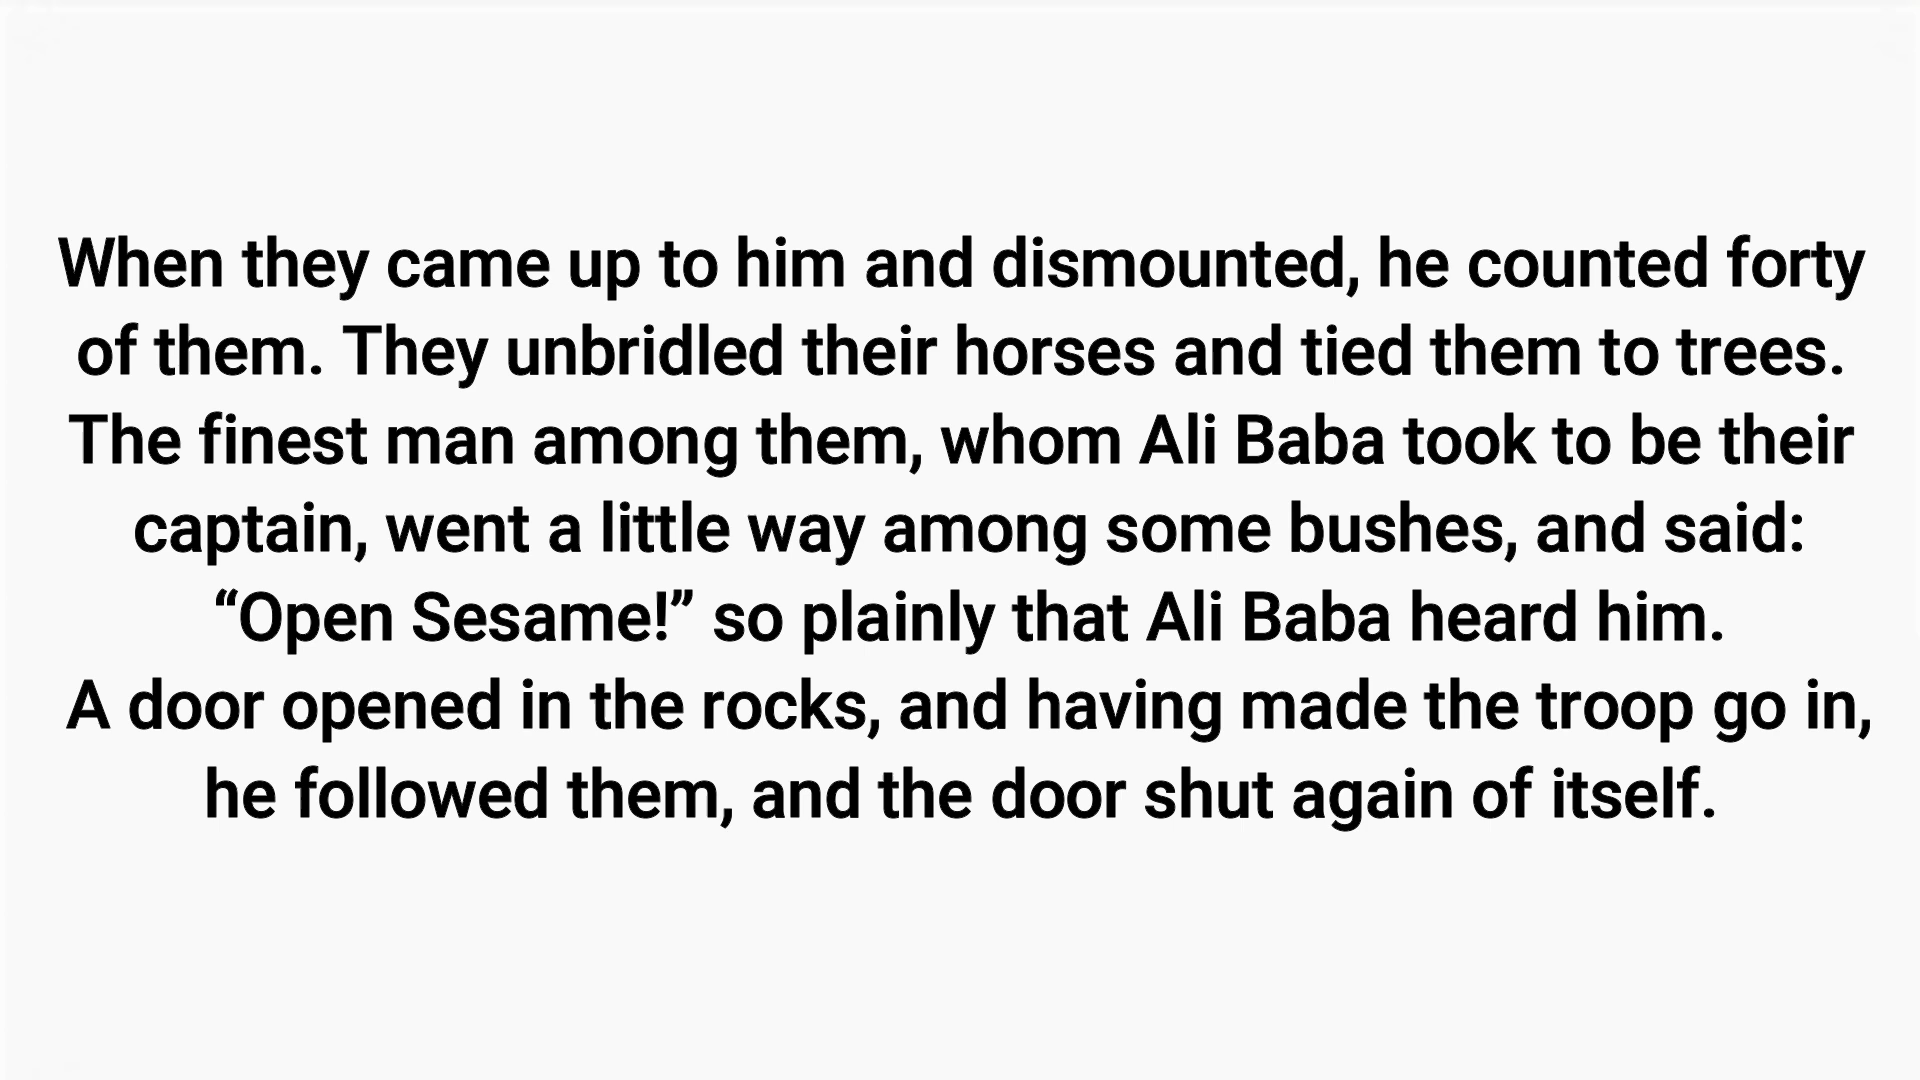 When they came up to him and dismounted, he counted forty
of them. They unbridled their horses and tied them to trees.
The finest man among them, whom Ali Baba took to be their
captain, went a little way among some bushes, and said:
“Open Sesame!” so plainly that Ali Baba heard him.
A door opened in the rocks, and having made the troop go in,
he followed them, and the door shut again of itself.